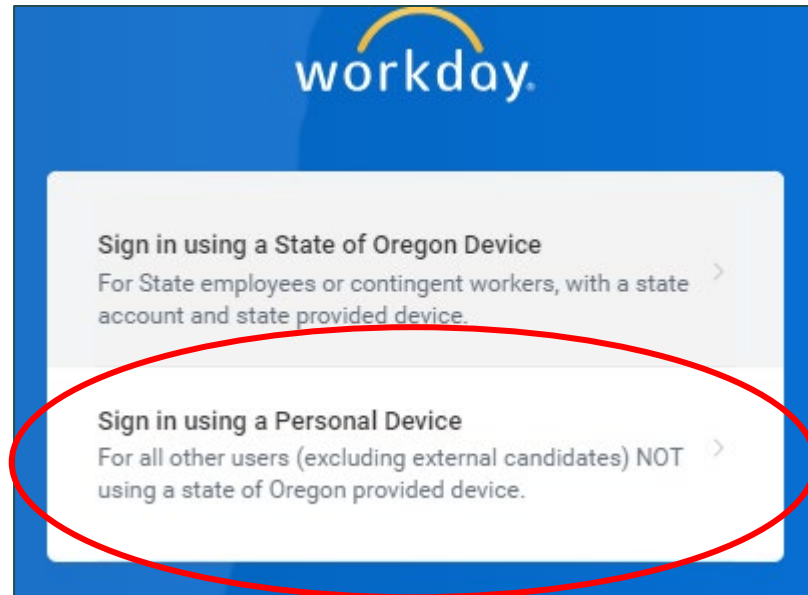 workday.
Sign in using a State of Oregon Device
For State employees or contingent workers, with a state
account and state provided device.
Sign in using a Personal Device
For all other users (excluding external candidates) NOT
using a state of Oregon provided device.